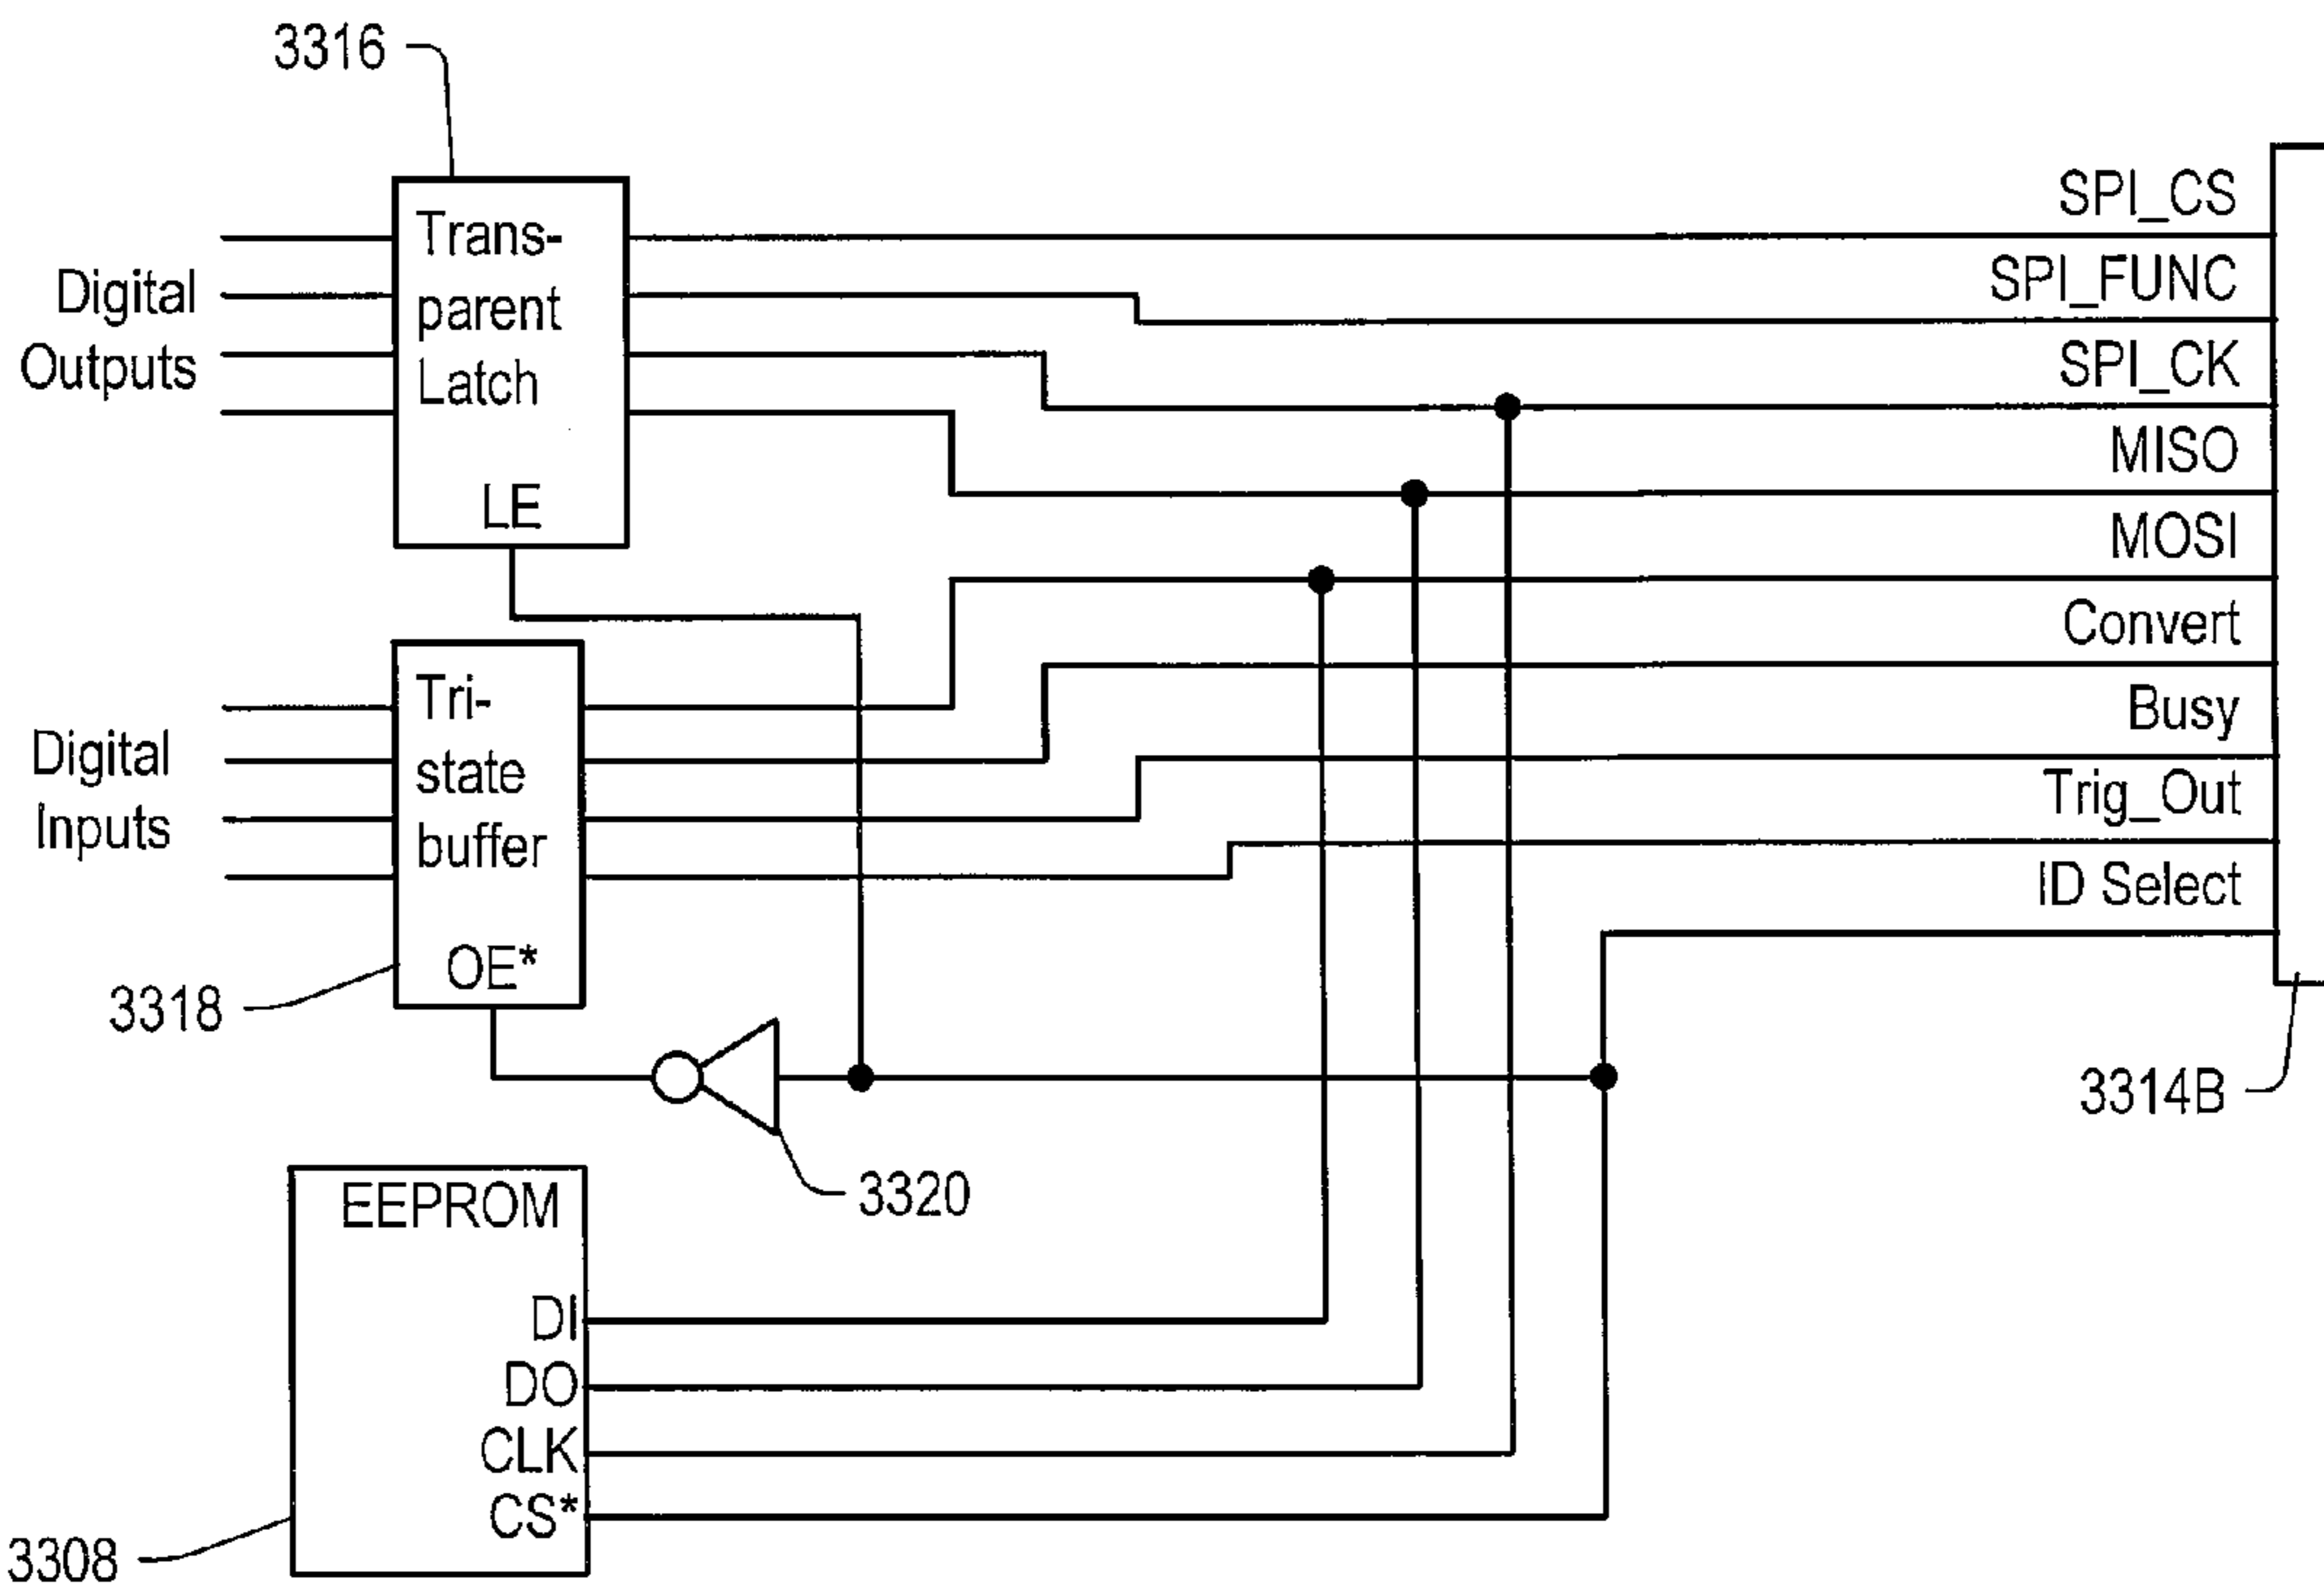 3316
Trans-
parent
Latch
LE
Digital
Outputs
SPI_CS
SPI_FUNC
SPI_CK
MISO
MOSI
Convert
Busy
Trig_Out
ID Select
Tri-
state
buffer
OE*
Digital
Inputs
3318
3314B
3320
EEPROM
DI
DO
CLK
CS*
3308